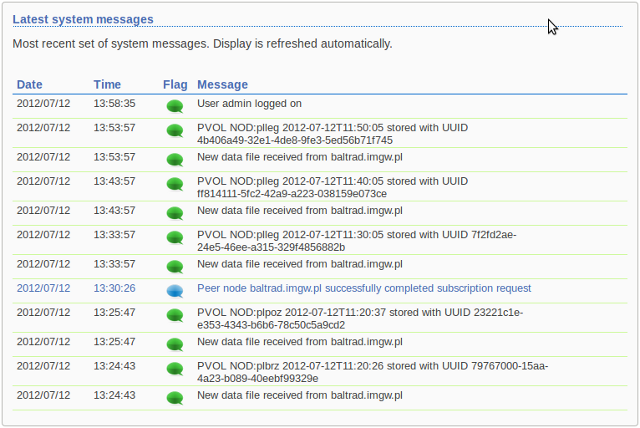 Latest system messages
Most recent set of system messages. Display is refreshed automatically.
Date Time Flag Message
2012/07/12 13:58:35 User admin logged on
2012/07/12 13:53:57 PVOL NOD:plleg 2012-07-12T11:50:05 stored with UUID
4b406a49-32e1-4de8-9fe3-5ed56b71f745
2012/07/12 13:53:57 New data file received from baltrad.imgw.pl
2012/07/12 13:43:57 PVOL NOD:plleg 2012-07-12T11:40:05 stored with UUID
ff814111-5fc2-42a9-a223-038159e073ce
2012/07/12 13:43:57 New data file received from baltrad.imgw.pl
2012/07/12 13:33:57 PVOL NOD:plleg 2012-07-12T11:30:05 stored with UUID 7f2fd2ae-
24e5-46ee-a315-329f4856882b
2012/07/12 13:33:57 New data file received from baltrad.imgw.pl
2012/07/12 13:30:26 Peer node baltrad.imgw.pl successfully completed subscription request
2012/07/12 13:25:47 PVOL NOD:plpoz 2012-07-12T11:20:37 stored with UUID 23221c1e-
e353-4343-b6b6-78c50c5a9cd2
2012/07/12 13:25:47 New data file received from baltrad.imgw.pl
2012/07/12 13:24:43 PVOL NOD:plbrz 2012-07-12T11:20:26 stored with UUID 79767000-15aa-
4a23-b089-40eebf99329e
2012/07/12 13:24:43 New data file received from baltrad.imgw.pl